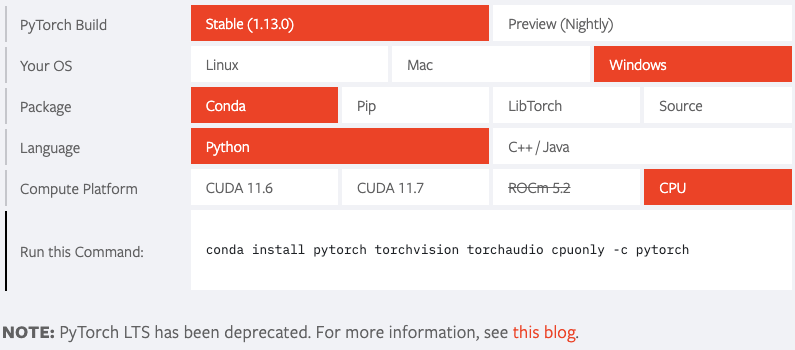 PyTorch Build Stable (1.13.0) Preview (Nightly)
Your OS Linux Mac Windows
Package Conda Pip LibTorch Source
Language Python C++ / Java
Compute Platform CUDA 11.6 CUDA 11.7 ROCm 5.2 CPU
Run this Command: conda install pytorch torchvision torchaudio cpuonly -c pytorch
NOTE: PyTorch LTS has been deprecated. For more information, see this blog.